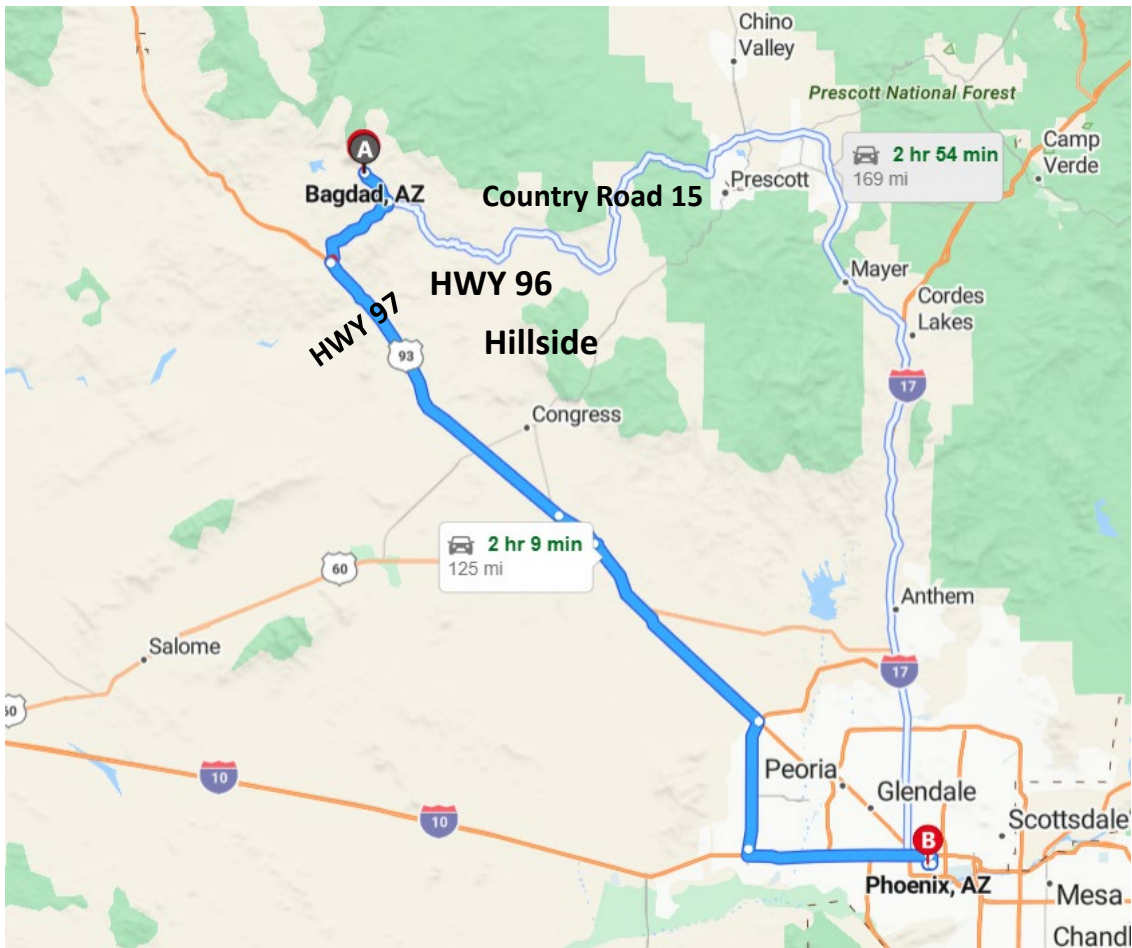 Chino
Valley
Prescott National Forest
Camp
Verde
A
2 hr 54 min
169 mi
Bagdad, AZ
Country Road 15
Prescott
HWY 96
Mayer
Cordes
Lakes
HWY 97
Hillside
93
17
Congress
2 hr 9 min
125 mi
60
Anthem
Salome
17
60
10
10
Peoria
Glendale
Scottsdale
B
Phoenix, AZ
Mesa
Chandl